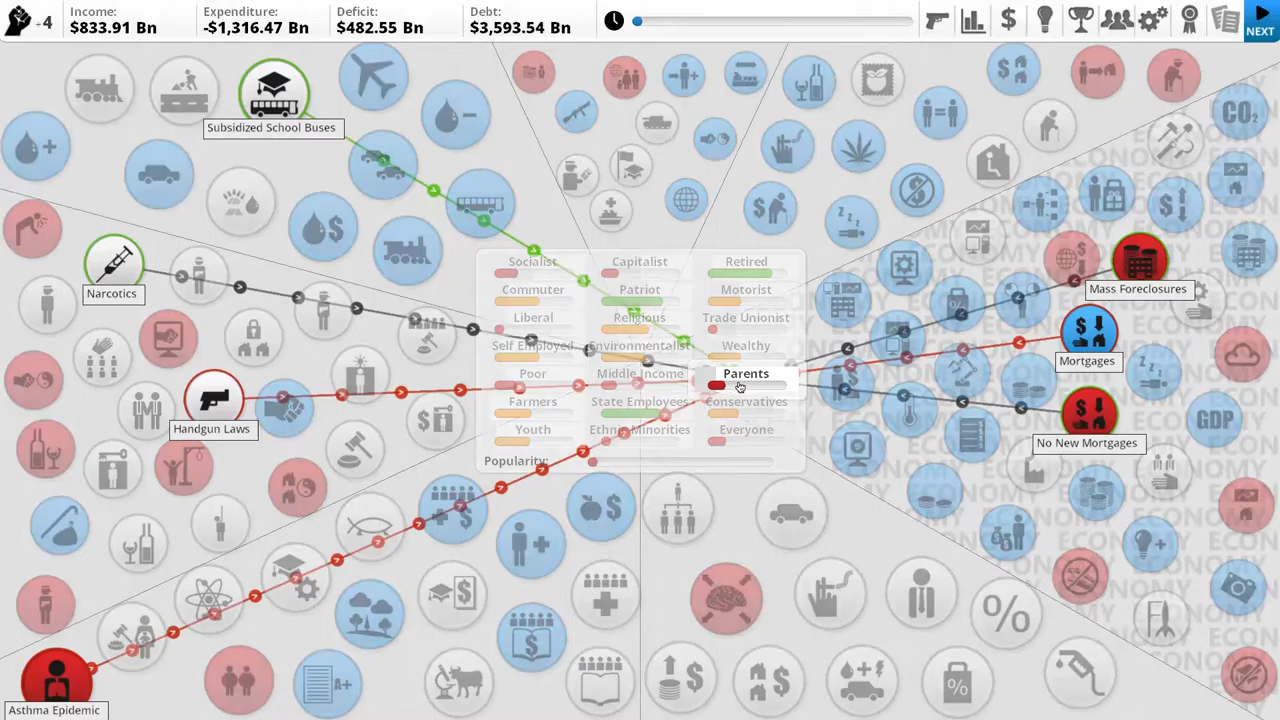 +4
Income:
$833.91 Bn
Expenditure:
-$1,316.47 Bn
Deficit:
$482.55 Bn
Debt:
$3,593.54 Bn
NEXT
Subsidized School Buses
CO2
Narcotics
Mass Foreclosures
Mortgages
Handgun Laws
No New Mortgages
GDP
Asthma Epidemic
Socialist
Capitalist
Retired
Commuter
Patriot
Motorist
Liberal
Religious
Trade Unionist
Self Employed
Environmentalist
Wealthy
Poor
Middle Income
Parents
Farmers
State Employees
Conservatives
Youth
Ethnic Minorities
Everyone
Popularity:
A+
%
ECONOMY